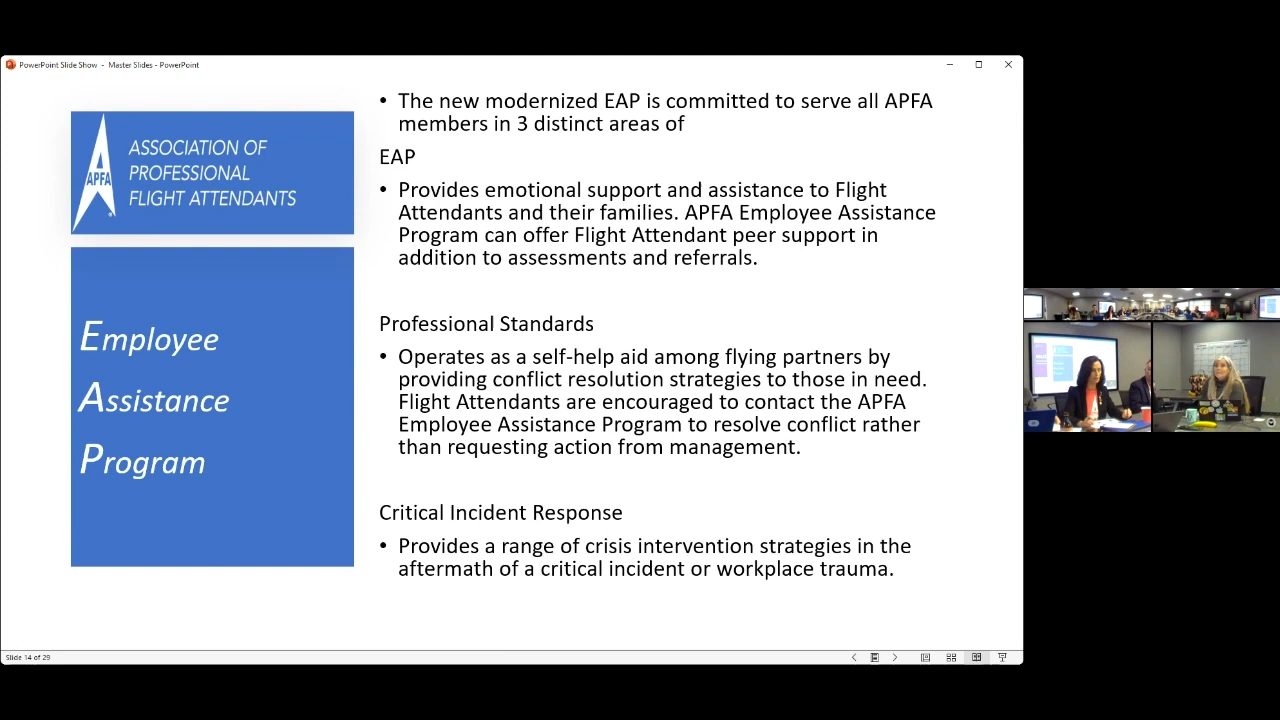 PowerPoint Slide Show - Master Slides - PowerPoint
ASSOCIATION OF
PROFESSIONAL
FLIGHT ATTENDANTS
APFA
Employee
Assistance
Program
• The new modernized EAP is committed to serve all APFA
members in 3 distinct areas of
EAP
• Provides emotional support and assistance to Flight
Attendants and their families. APFA Employee Assistance
Program can offer Flight Attendant peer support in
addition to assessments and referrals.
Professional Standards
• Operates as a self-help aid among flying partners by
providing conflict resolution strategies to those in need.
Flight Attendants are encouraged to contact the APFA
Employee Assistance Program to resolve conflict rather
than requesting action from management.
Critical Incident Response
• Provides a range of crisis intervention strategies in the
aftermath of a critical incident or workplace trauma.
Slide 14 of 29